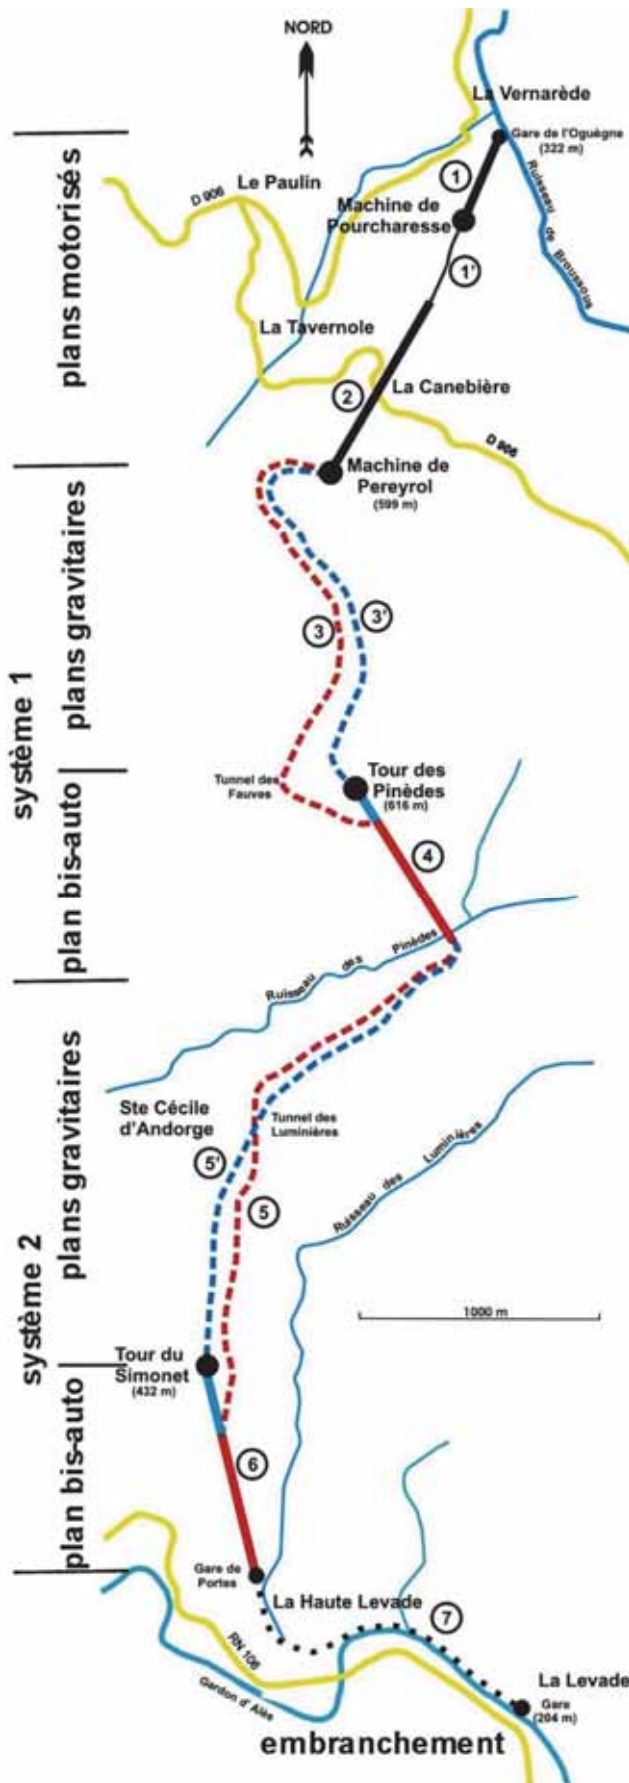 NORD
La Vernarède
Gare de l'Oguègne
(322 m)
1
Le Paulin
D 906
Machine de
Pourcharesse
Ruisseau de Broussous
1'
plans motorisés
La Tavernole
2
La Canebière
D 906
Machine de
Pereyrol
(599 m)
plans gravitaires
3
3'
système 1
Tunnel des
Fauves
Tour des
Pinèdes
(616 m)
4
plan bis-auto
Ruisseau des Pinèdes
Ste Cécile
d'Andorge
Tunnel des
Luminières
5'
5
Ruisseau des Luminières
plans gravitaires
système 2
1000 m
Tour du
Simonet
(432 m)
plan bis-auto
6
Gare de
Portes
La Haute Levade
7
RN 106
Gardon d'Alès
La Levade
Gare
(204 m)
embranchement